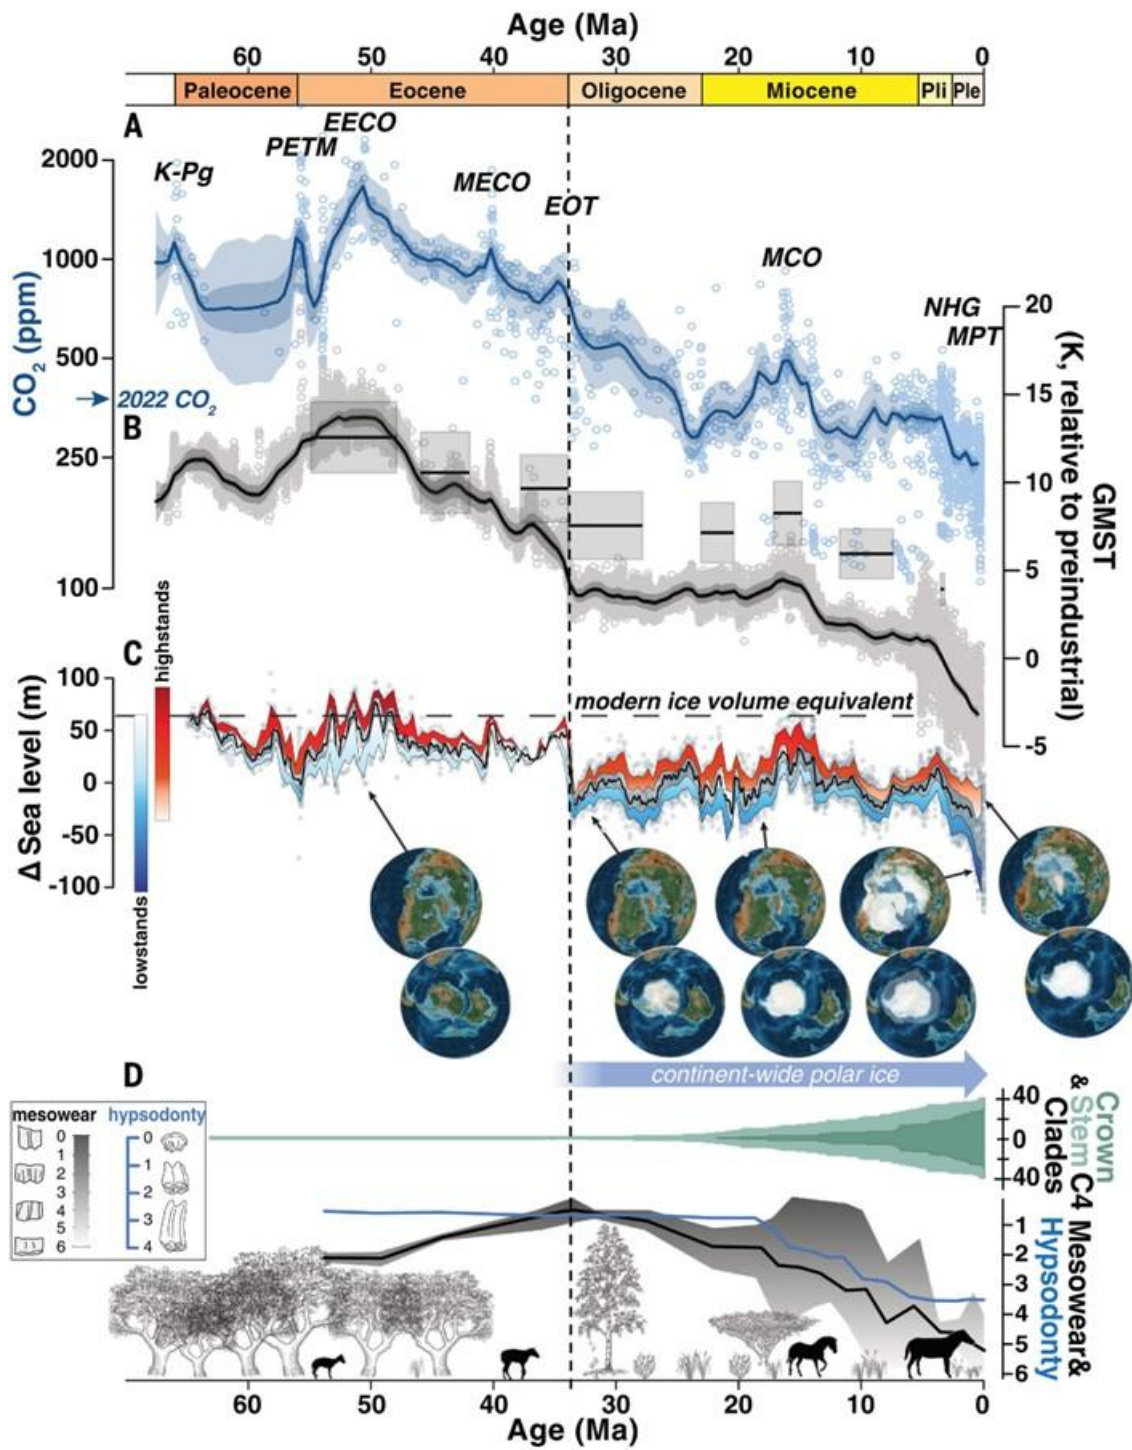 Age (Ma)
60 50 40 30 20 10 0
Paleocene Eocene Oligocene Miocene Pli Ple
A
EECO
PETM
K-Pg
MECO
EOT
MCO
NHG
MPT
2000
1000
500
250
100
CO2 (ppm)
2022 CO2
B
20
15
10
5
0
-5
GMST
(K, relative to preindustrial)
C
highstands
lowstands
100
50
0
-50
-100
Δ Sea level (m)
modern ice volume equivalent
D
continent-wide polar ice
40
0
40
Crown
& Stem C4
Clades
mesowear hypsodonty
0
1
2
3
4
5
6
0
1
2
3
4
1
2
3
4
5
6
Mesowear&
Hypsodonty
60 50 40 30 20 10 0
Age (Ma)